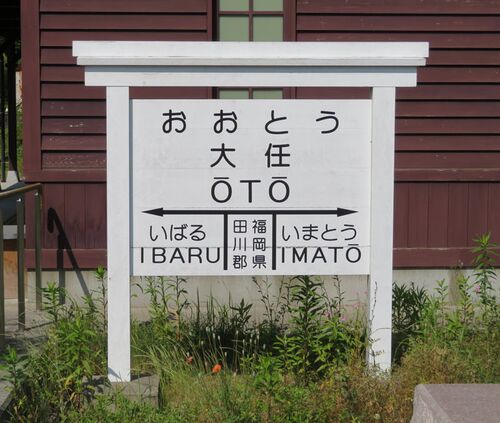 おおとう
大任
ŌTŌ
いばる
IBARU
福岡県
田川郡
いまとう
IMATŌ